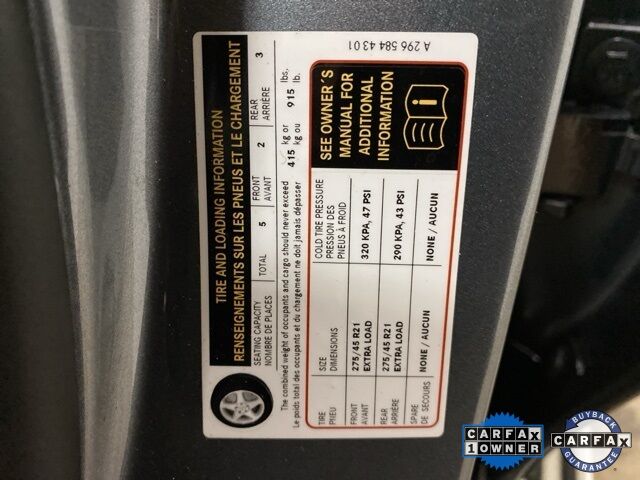 TIRE AND LOADING INFORMATION
RENSEIGNEMENTS SUR LES PNEUS ET LE CHARGEMENT
SEATING CAPACITY TOTAL 5 FRONT 2 REAR 3
NOMBRE DE PLACES AVANT ARRIÈRE
The combined weight of occupants and cargo should never exceed 415 kg or 915 lbs.
Le poids total des occupants et du chargement ne doit jamais dépasser kg ou lb.
TIRE SIZE COLD TIRE PRESSURE
PNEU DIMENSIONS PRESSION DES
PNEUS À FROID
FRONT 275/45 R21 320 KPA, 47 PSI
AVANT EXTRA LOAD
REAR 275/45 R21 290 KPA, 43 PSI
ARRIÈRE EXTRA LOAD
SPARE NONE / AUCUN NONE / AUCUN
DE SECOURS
SEE OWNER'S
MANUAL FOR
ADDITIONAL
INFORMATION
A 296 584 43 01
CARFAX
1 OWNER
BUYBACK
CARFAX
GUARANTEE